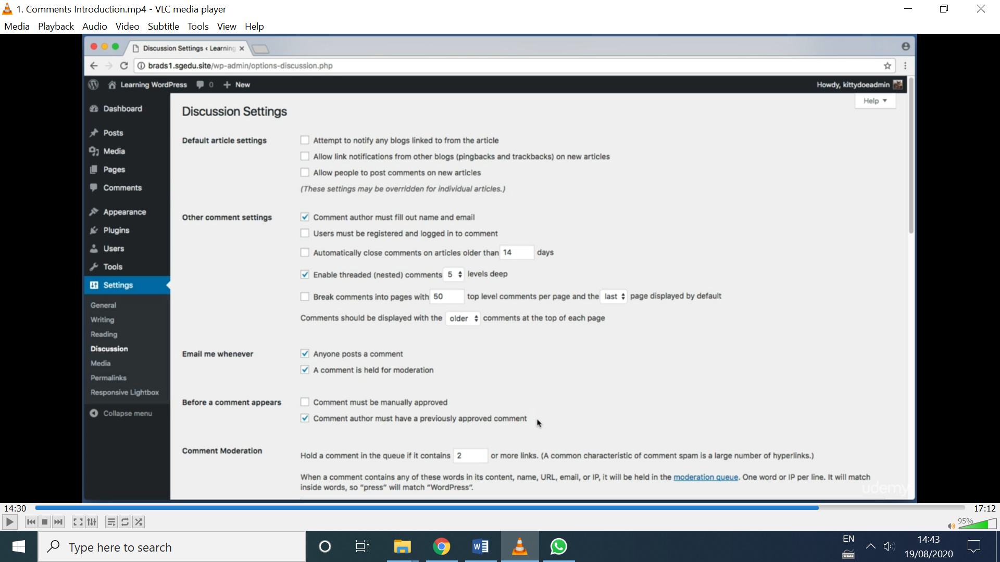 1. Comments Introduction.mp4 - VLC media player
Media Playback Audio Video Subtitle Tools View Help
Discussion Settings ‹ Learning
brads1.sgedu.site/wp-admin/options-discussion.php
Learning WordPress 0 New Howdy, kittydoeadmin
Help
Dashboard
Posts
Media
Pages
Comments
Appearance
Plugins
Users
Tools
Settings
General
Writing
Reading
Discussion
Media
Permalinks
Responsive Lightbox
Collapse menu
Discussion Settings
Default article settings
Attempt to notify any blogs linked to from the article
Allow link notifications from other blogs (pingbacks and trackbacks) on new articles
Allow people to post comments on new articles
(These settings may be overridden for individual articles.)
Other comment settings
Comment author must fill out name and email
Users must be registered and logged in to comment
Automatically close comments on articles older than 14 days
Enable threaded (nested) comments 5 levels deep
Break comments into pages with 50 top level comments per page and the last page displayed by default
Comments should be displayed with the older comments at the top of each page
Email me whenever
Anyone posts a comment
A comment is held for moderation
Before a comment appears
Comment must be manually approved
Comment author must have a previously approved comment
Comment Moderation
Hold a comment in the queue if it contains 2 or more links. (A common characteristic of comment spam is a large number of hyperlinks.)
When a comment contains any of these words in its content, name, URL, email, or IP, it will be held in the moderation queue. One word or IP per line. It will match
inside words, so "press" will match "WordPress".
udemy
14:30 17:12
95%
Type here to search
EN
14:43
19/08/2020